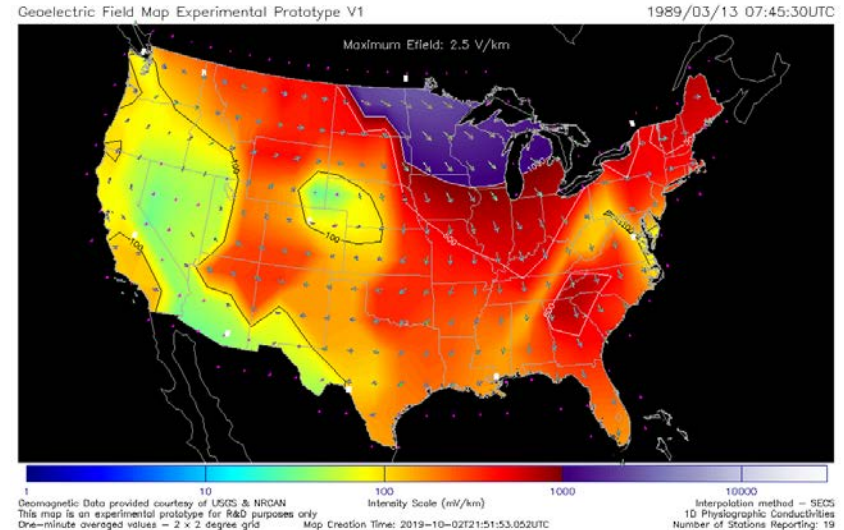 Geoelectric Field Map Experimental Prototype V1
1989/03/13 07:45:30UTC
Maximum Efield: 2.5 V/km
100
100
100
100
1 10 100 1000 10000
Geomagnetic Data provided courtesy of USGS & NRCAN
Intensity Scale (mV/km)
Interpolation method – SECS
This map is an experimental prototype for R&D purposes only
1D Physiographic Conductivities
One-minute averaged values – 2 x 2 degree grid
Map Creation Time: 2019-10-02T21:51:53.052UTC
Number of Stations Reporting: 19